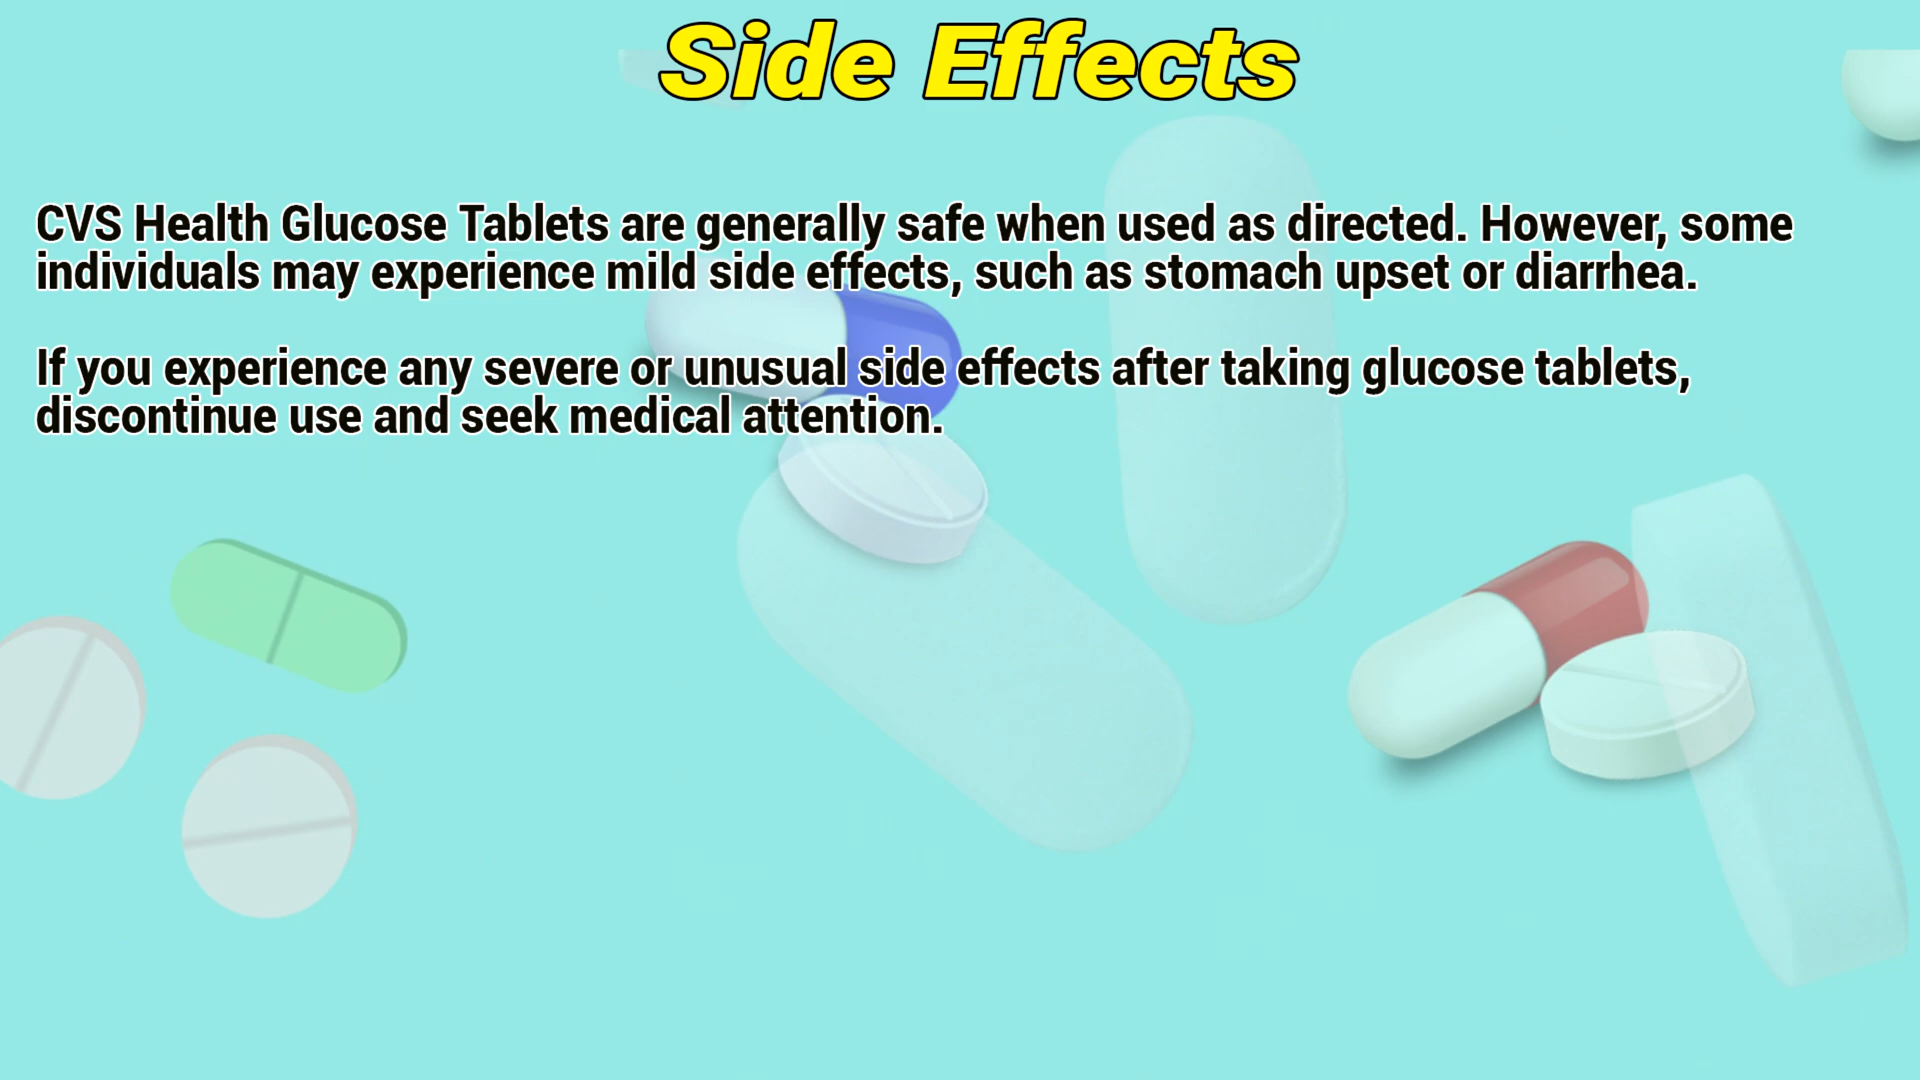 Side Effects
CVS Health Glucose Tablets are generally safe when used as directed. However, some
individuals may experience mild side effects, such as stomach upset or diarrhea.
If you experience any severe or unusual side effects after taking glucose tablets,
discontinue use and seek medical attention.